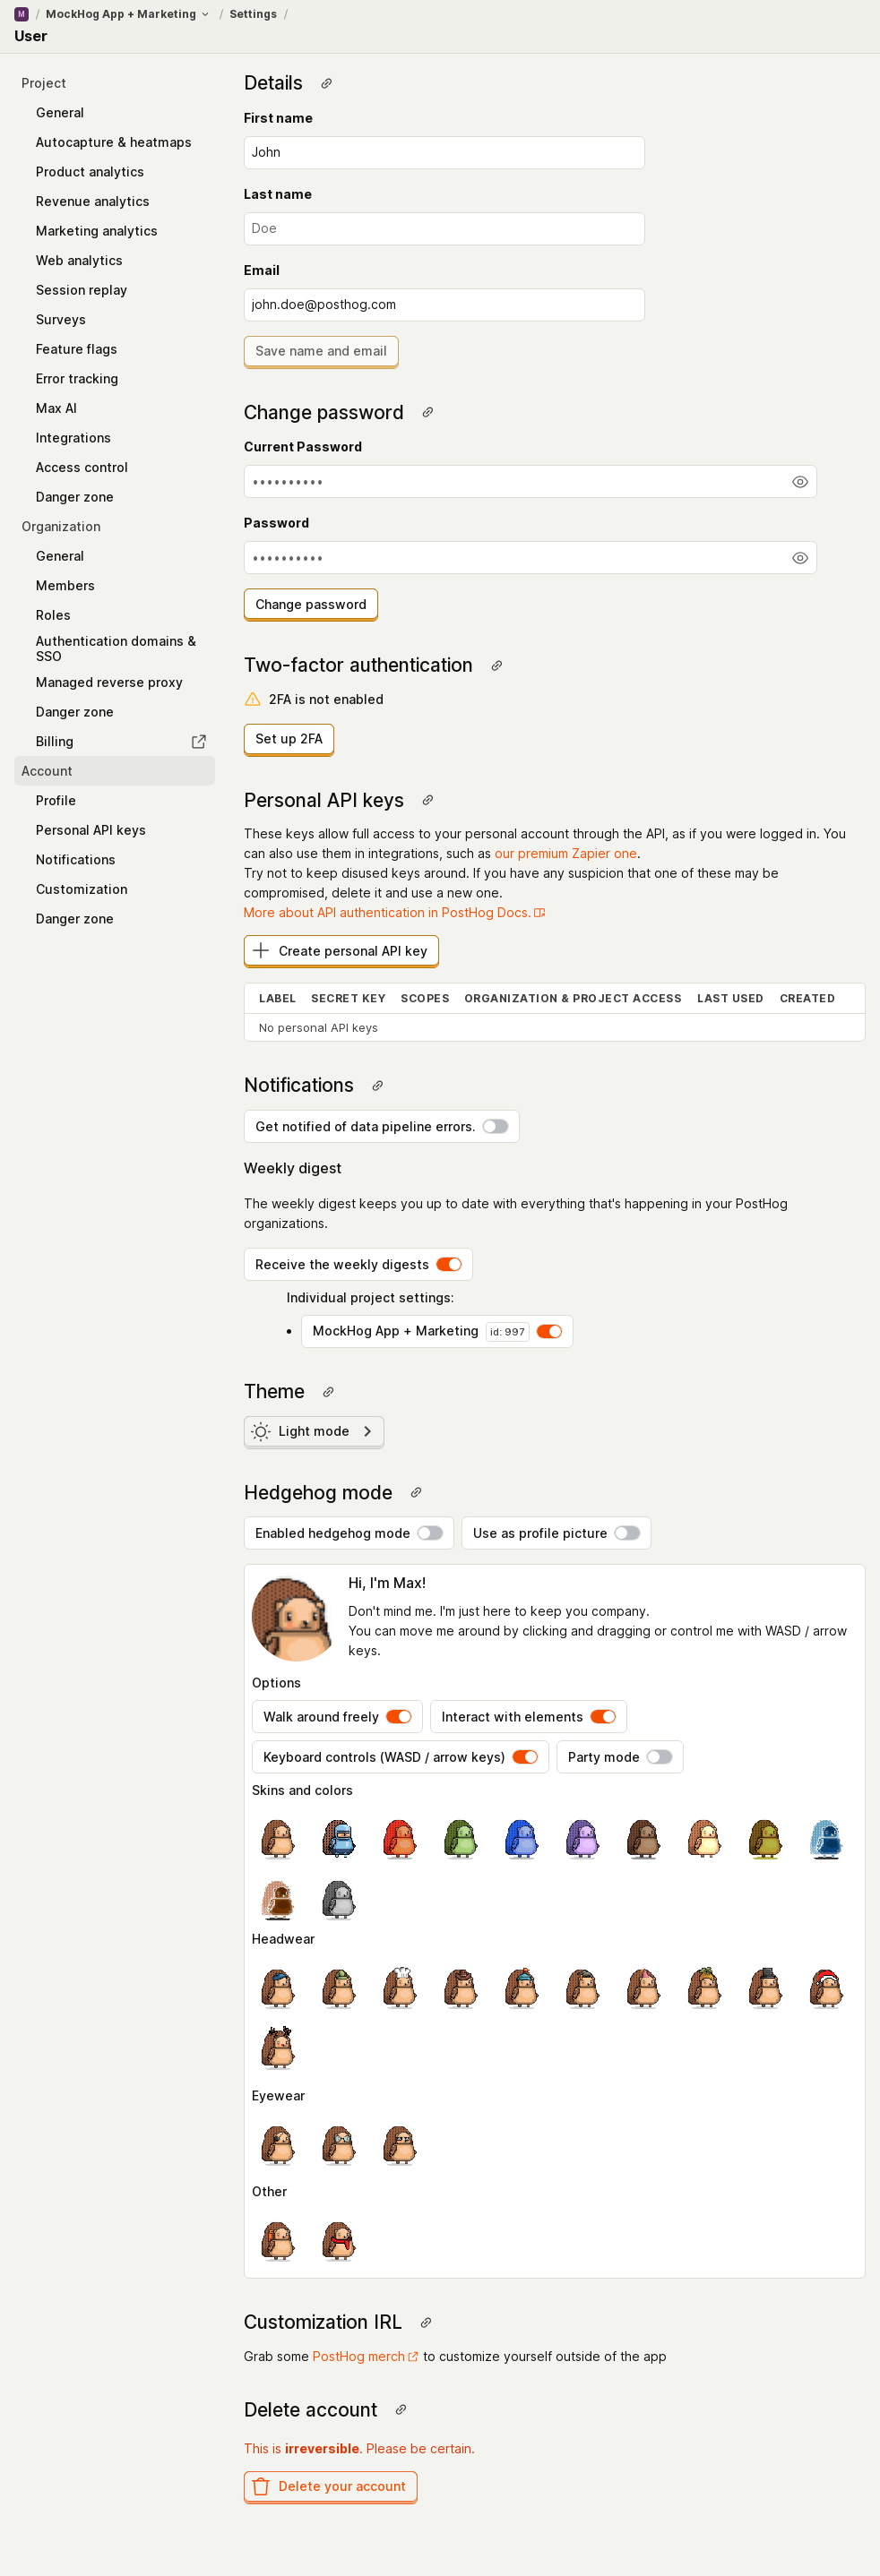 M / MockHog App + Marketing / Settings /
User
Project
General
Autocapture & heatmaps
Product analytics
Revenue analytics
Marketing analytics
Web analytics
Session replay
Surveys
Feature flags
Error tracking
Max AI
Integrations
Access control
Danger zone
Organization
General
Members
Roles
Authentication domains &
SSO
Managed reverse proxy
Danger zone
Billing
Account
Profile
Personal API keys
Notifications
Customization
Danger zone
Details
First name
John
Last name
Doe
Email
john.doe@posthog.com
Save name and email
Change password
Current Password
••••••••••
Password
••••••••••
Change password
Two-factor authentication
2FA is not enabled
Set up 2FA
Personal API keys
These keys allow full access to your personal account through the API, as if you were logged in. You
can also use them in integrations, such as our premium Zapier one.
Try not to keep disused keys around. If you have any suspicion that one of these may be
compromised, delete it and use a new one.
More about API authentication in PostHog Docs.
Create personal API key
LABEL SECRET KEY SCOPES ORGANIZATION & PROJECT ACCESS LAST USED CREATED
No personal API keys
Notifications
Get notified of data pipeline errors.
Weekly digest
The weekly digest keeps you up to date with everything that's happening in your PostHog
organizations.
Receive the weekly digests
Individual project settings:
• MockHog App + Marketing id: 997
Theme
Light mode
Hedgehog mode
Enabled hedgehog mode Use as profile picture
Hi, I'm Max!
Don't mind me. I'm just here to keep you company.
You can move me around by clicking and dragging or control me with WASD / arrow
keys.
Options
Walk around freely Interact with elements
Keyboard controls (WASD / arrow keys) Party mode
Skins and colors
Headwear
Eyewear
Other
Customization IRL
Grab some PostHog merch to customize yourself outside of the app
Delete account
This is irreversible. Please be certain.
Delete your account